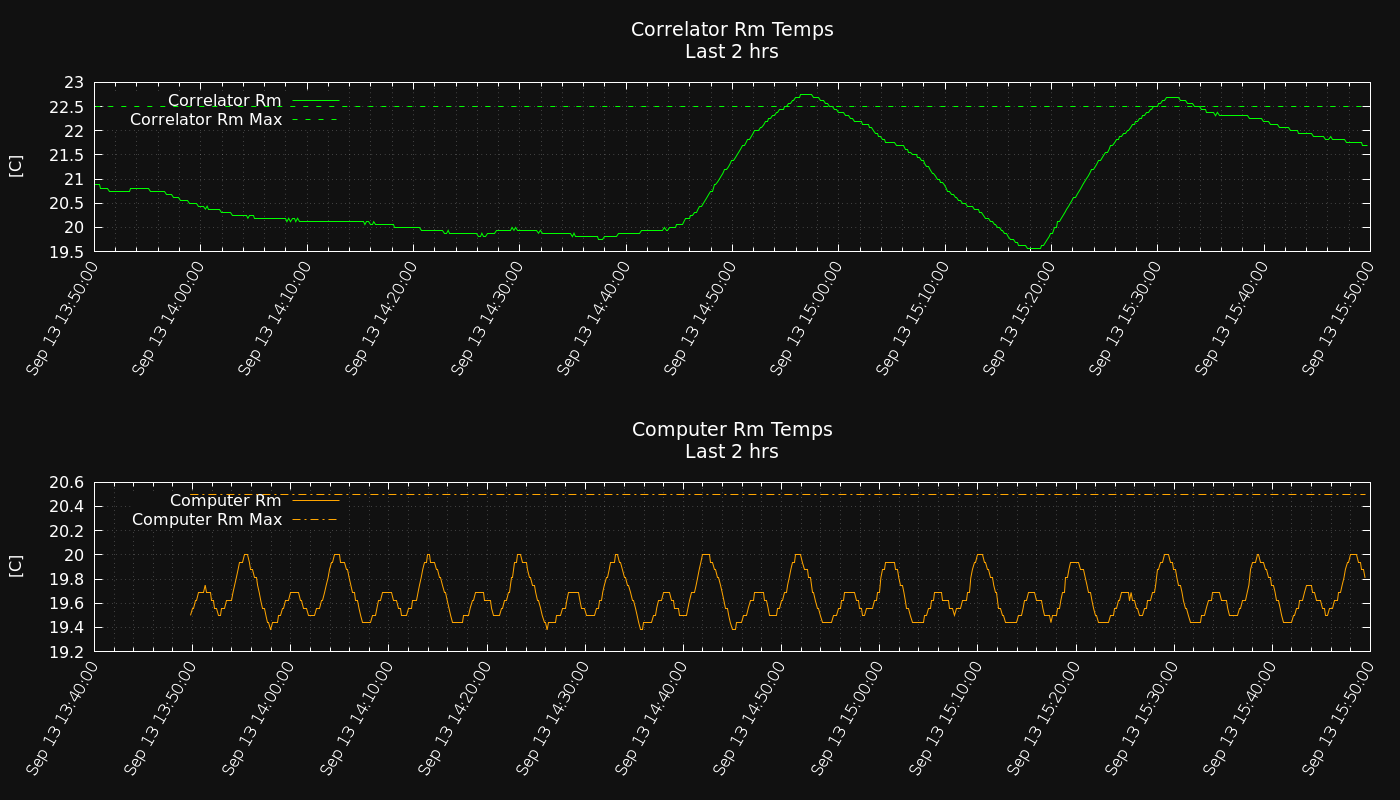 Correlator Rm Temps
Last 2 hrs
[C]
23
22.5
22
21.5
21
20.5
20
19.5
Correlator Rm
Correlator Rm Max
Sep 13 13:50:00
Sep 13 14:00:00
Sep 13 14:10:00
Sep 13 14:20:00
Sep 13 14:30:00
Sep 13 14:40:00
Sep 13 14:50:00
Sep 13 15:00:00
Sep 13 15:10:00
Sep 13 15:20:00
Sep 13 15:30:00
Sep 13 15:40:00
Sep 13 15:50:00
Computer Rm Temps
Last 2 hrs
[C]
20.6
20.4
20.2
20
19.8
19.6
19.4
19.2
Computer Rm
Computer Rm Max
Sep 13 13:40:00
Sep 13 13:50:00
Sep 13 14:00:00
Sep 13 14:10:00
Sep 13 14:20:00
Sep 13 14:30:00
Sep 13 14:40:00
Sep 13 14:50:00
Sep 13 15:00:00
Sep 13 15:10:00
Sep 13 15:20:00
Sep 13 15:30:00
Sep 13 15:40:00
Sep 13 15:50:00